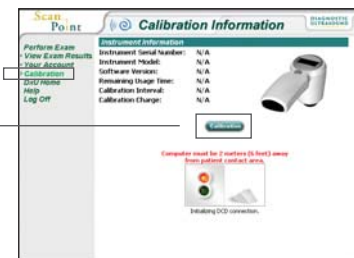 Scan
Point
Calibration Information
DIAGNOSTIC
ULTRASOUND
Perform Exam
View Exam Results
Your Account
Calibration
DxU Home
Help
Log Off
Instrument Information
Instrument Serial Number: N/A
Instrument Model: N/A
Software Version: N/A
Remaining Usage Time: N/A
Calibration Interval: N/A
Calibration Charge: N/A
Calibration
Computer must be 2 meters (6 feet) away
from patient contact area.
Initializing DCD connection.